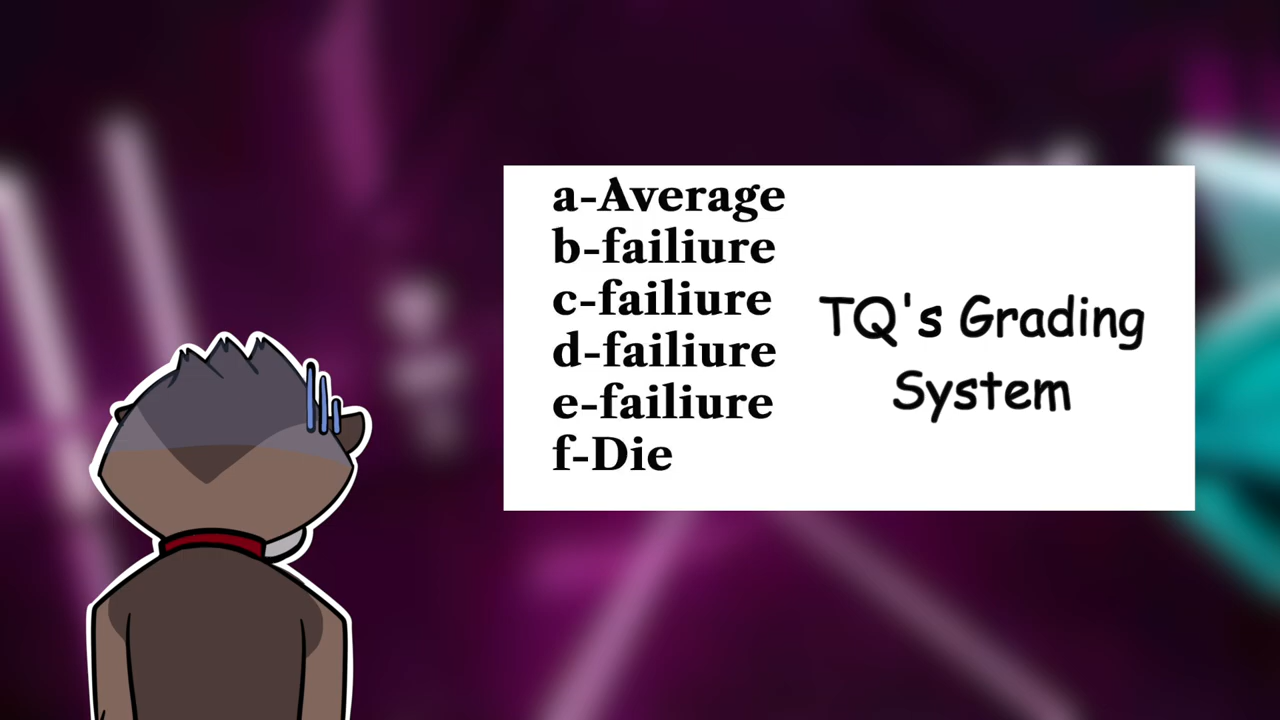 a-Average
b-failiure
c-failiure
d-failiure
e-failiure
f-Die
TQ's Grading
System